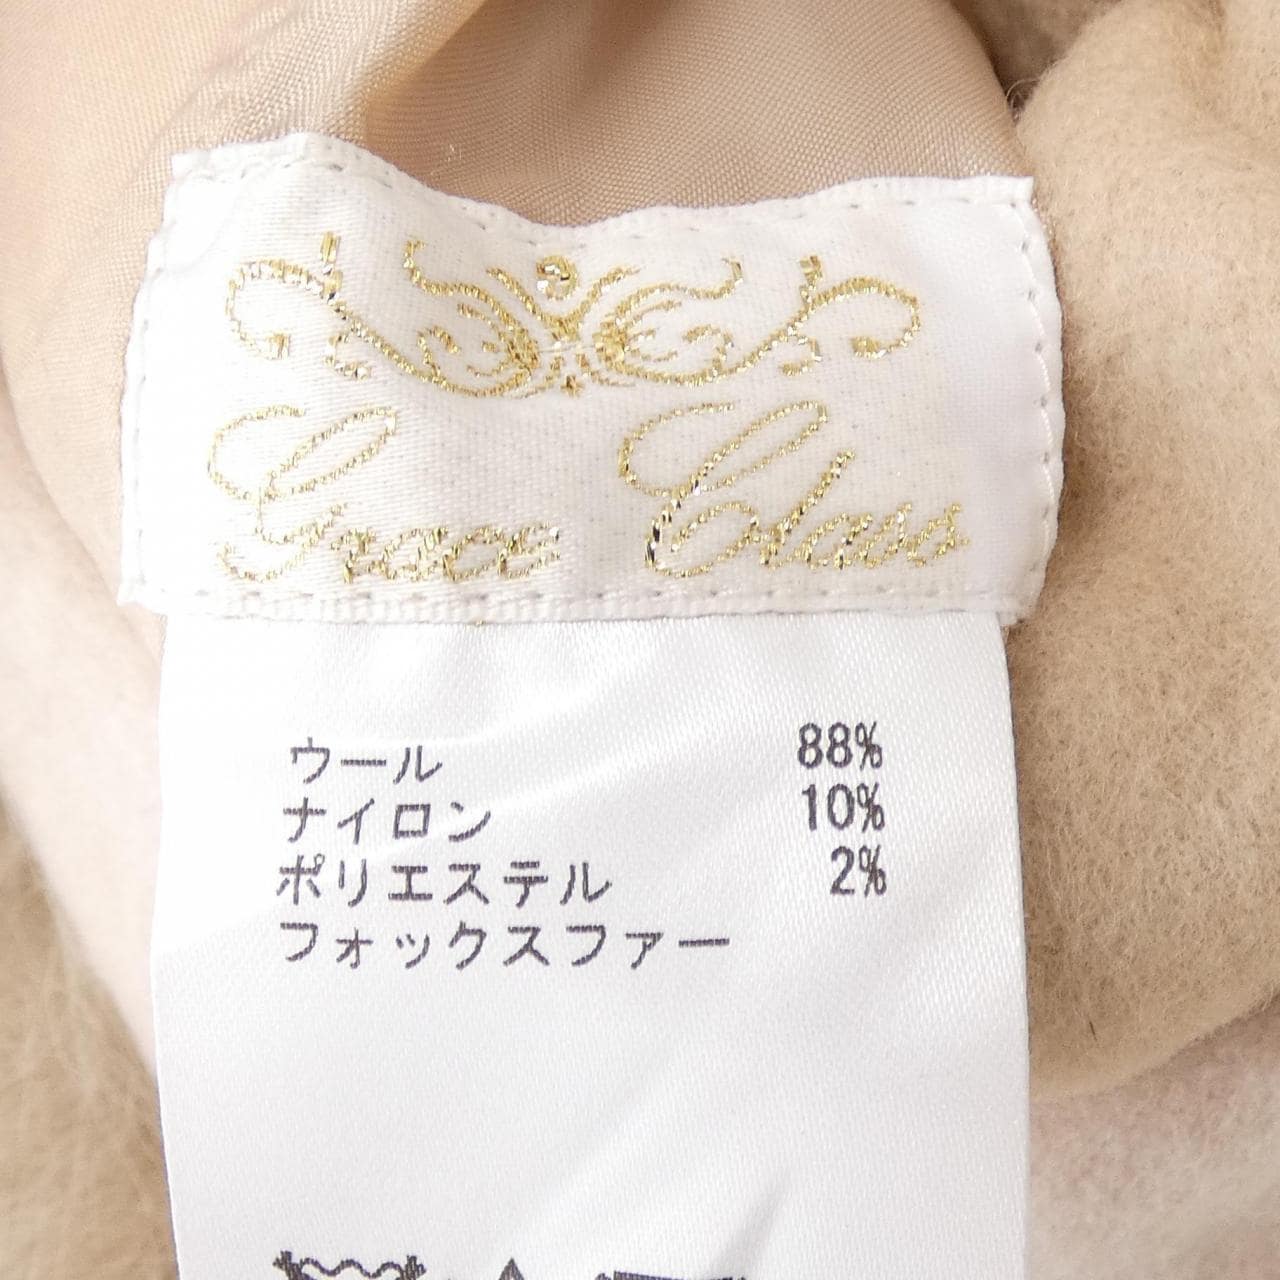 Grace Class
ウール 88%
ナイロン 10%
ポリエステル 2%
フォックスファー